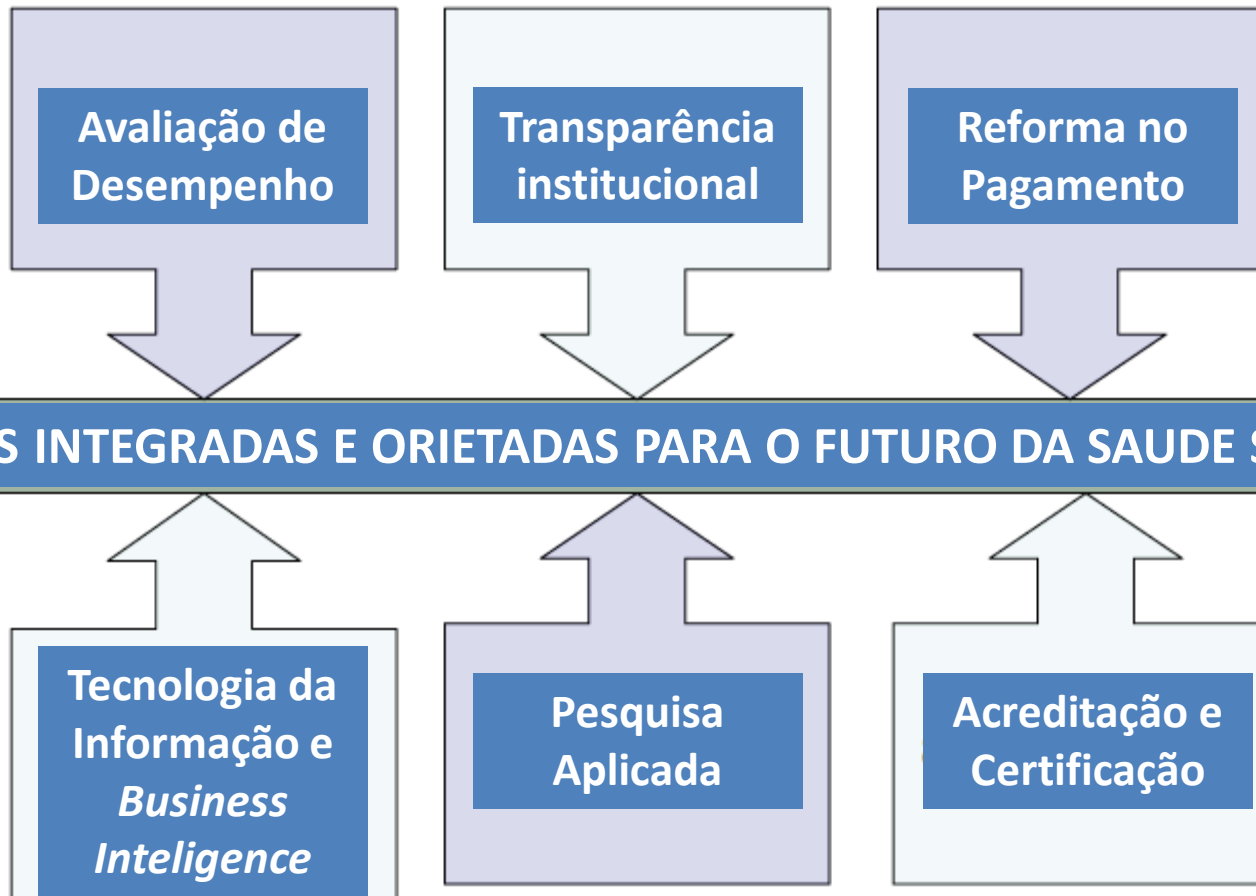 Avaliação de
Desempenho
Transparência
institucional
Reforma no
Pagamento
S INTEGRADAS E ORIETADAS PARA O FUTURO DA SAUDE
Tecnologia da
Informação e
Business
Inteligence
Pesquisa
Aplicada
Acreditação e
Certificação